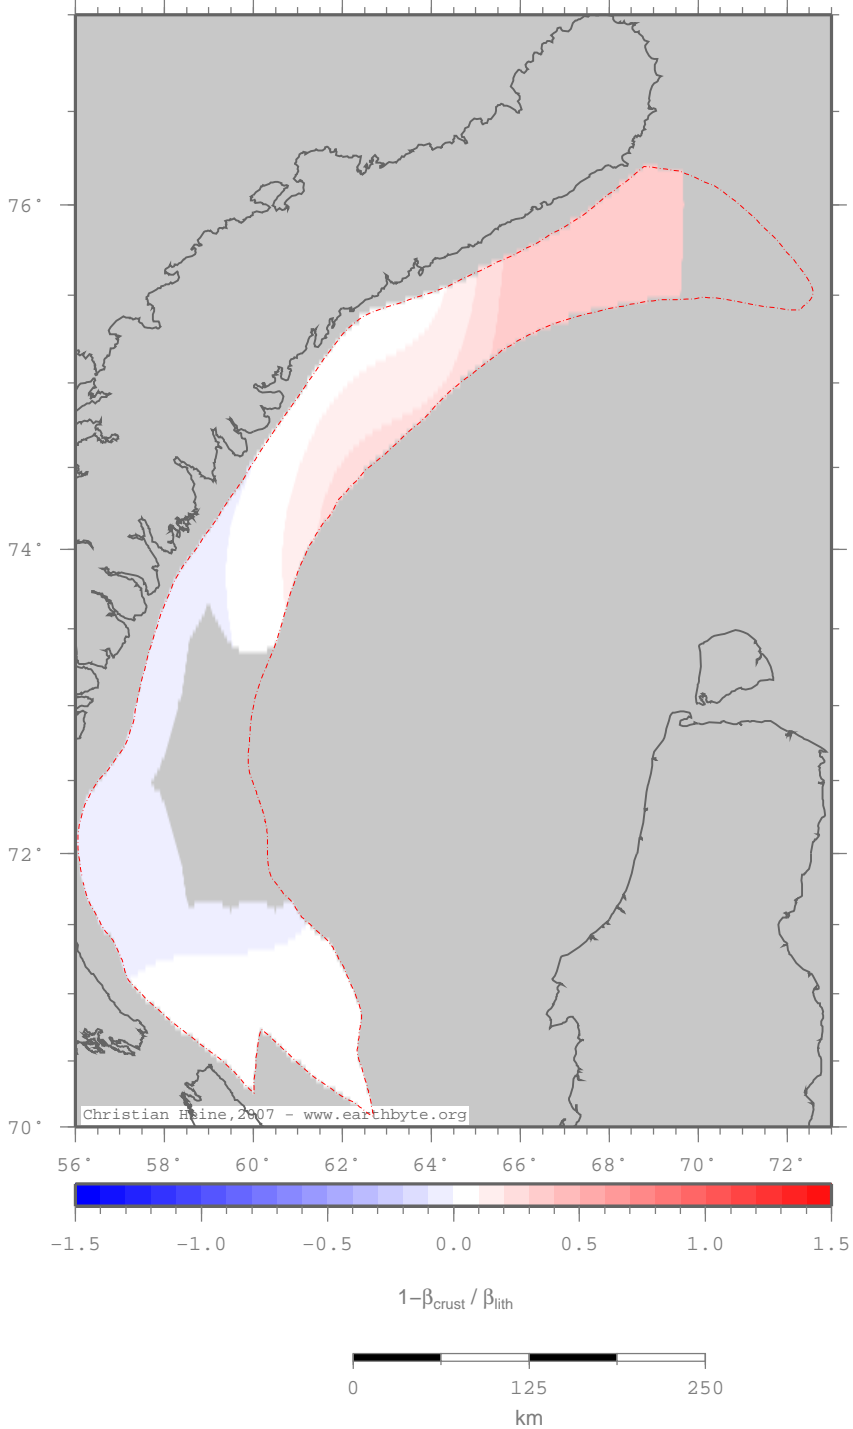 76°
74°
72°
70°
Christian Heine,2007 - www.earthbyte.org
56° 58° 60° 62° 64° 66° 68° 70° 72°
−1.5 −1.0 −0.5 0.0 0.5 1.0 1.5
1−βcrust / βlith
0 125 250
km